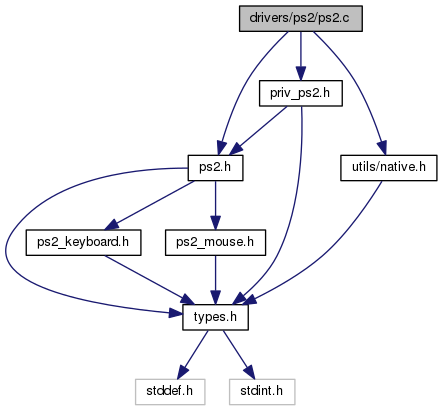 drivers/ps2/ps2.c
priv_ps2.h
ps2.h
utils/native.h
ps2_keyboard.h
ps2_mouse.h
types.h
stddef.h
stdint.h